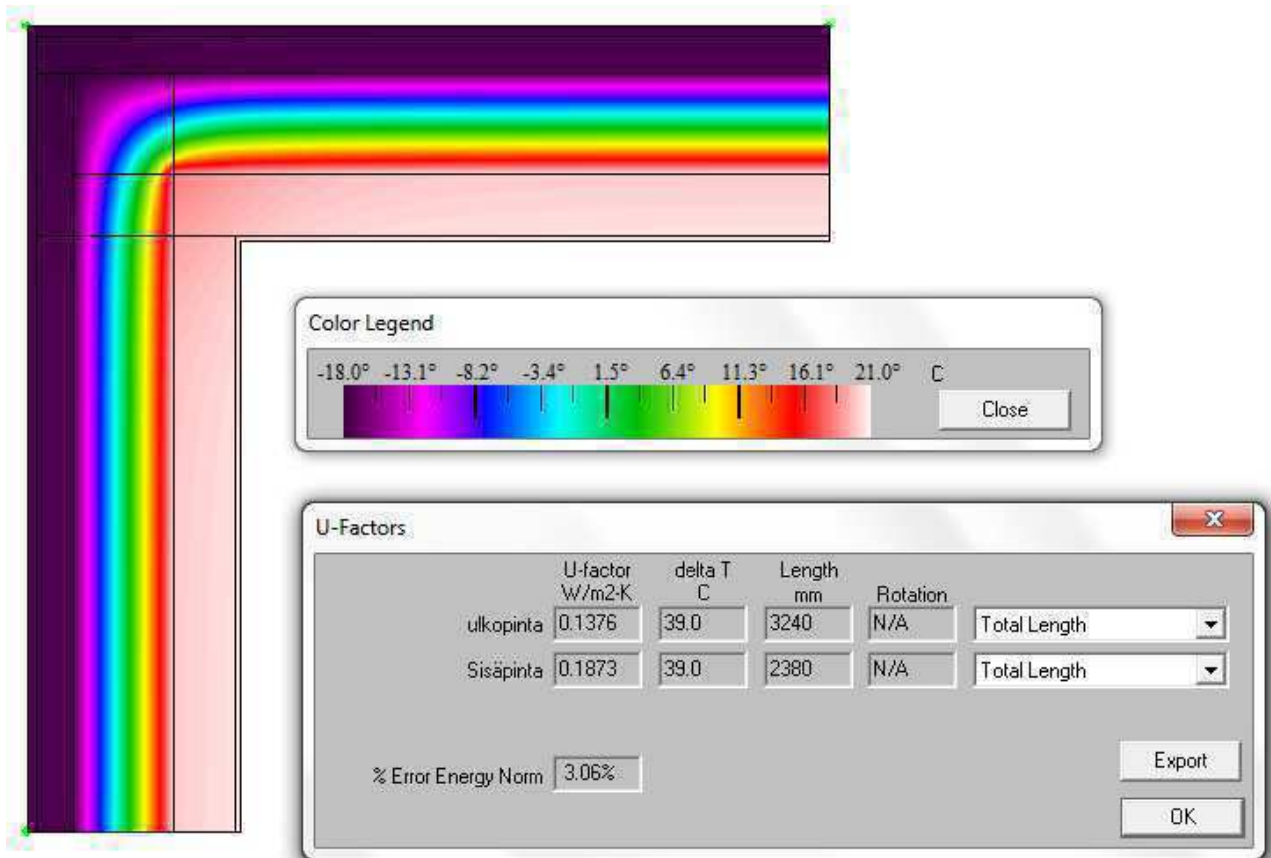 Color Legend
-18.0° -13.1° -8.2° -3.4° 1.5° 6.4° 11.3° 16.1° 21.0° C
Close
U-Factors
U-factor delta T Length
W/m2-K C mm Rotation
ulkopinta 0.1376 39.0 3240 N/A Total Length
Sisäpinta 0.1873 39.0 2380 N/A Total Length
% Error Energy Norm 3.06%
Export
OK